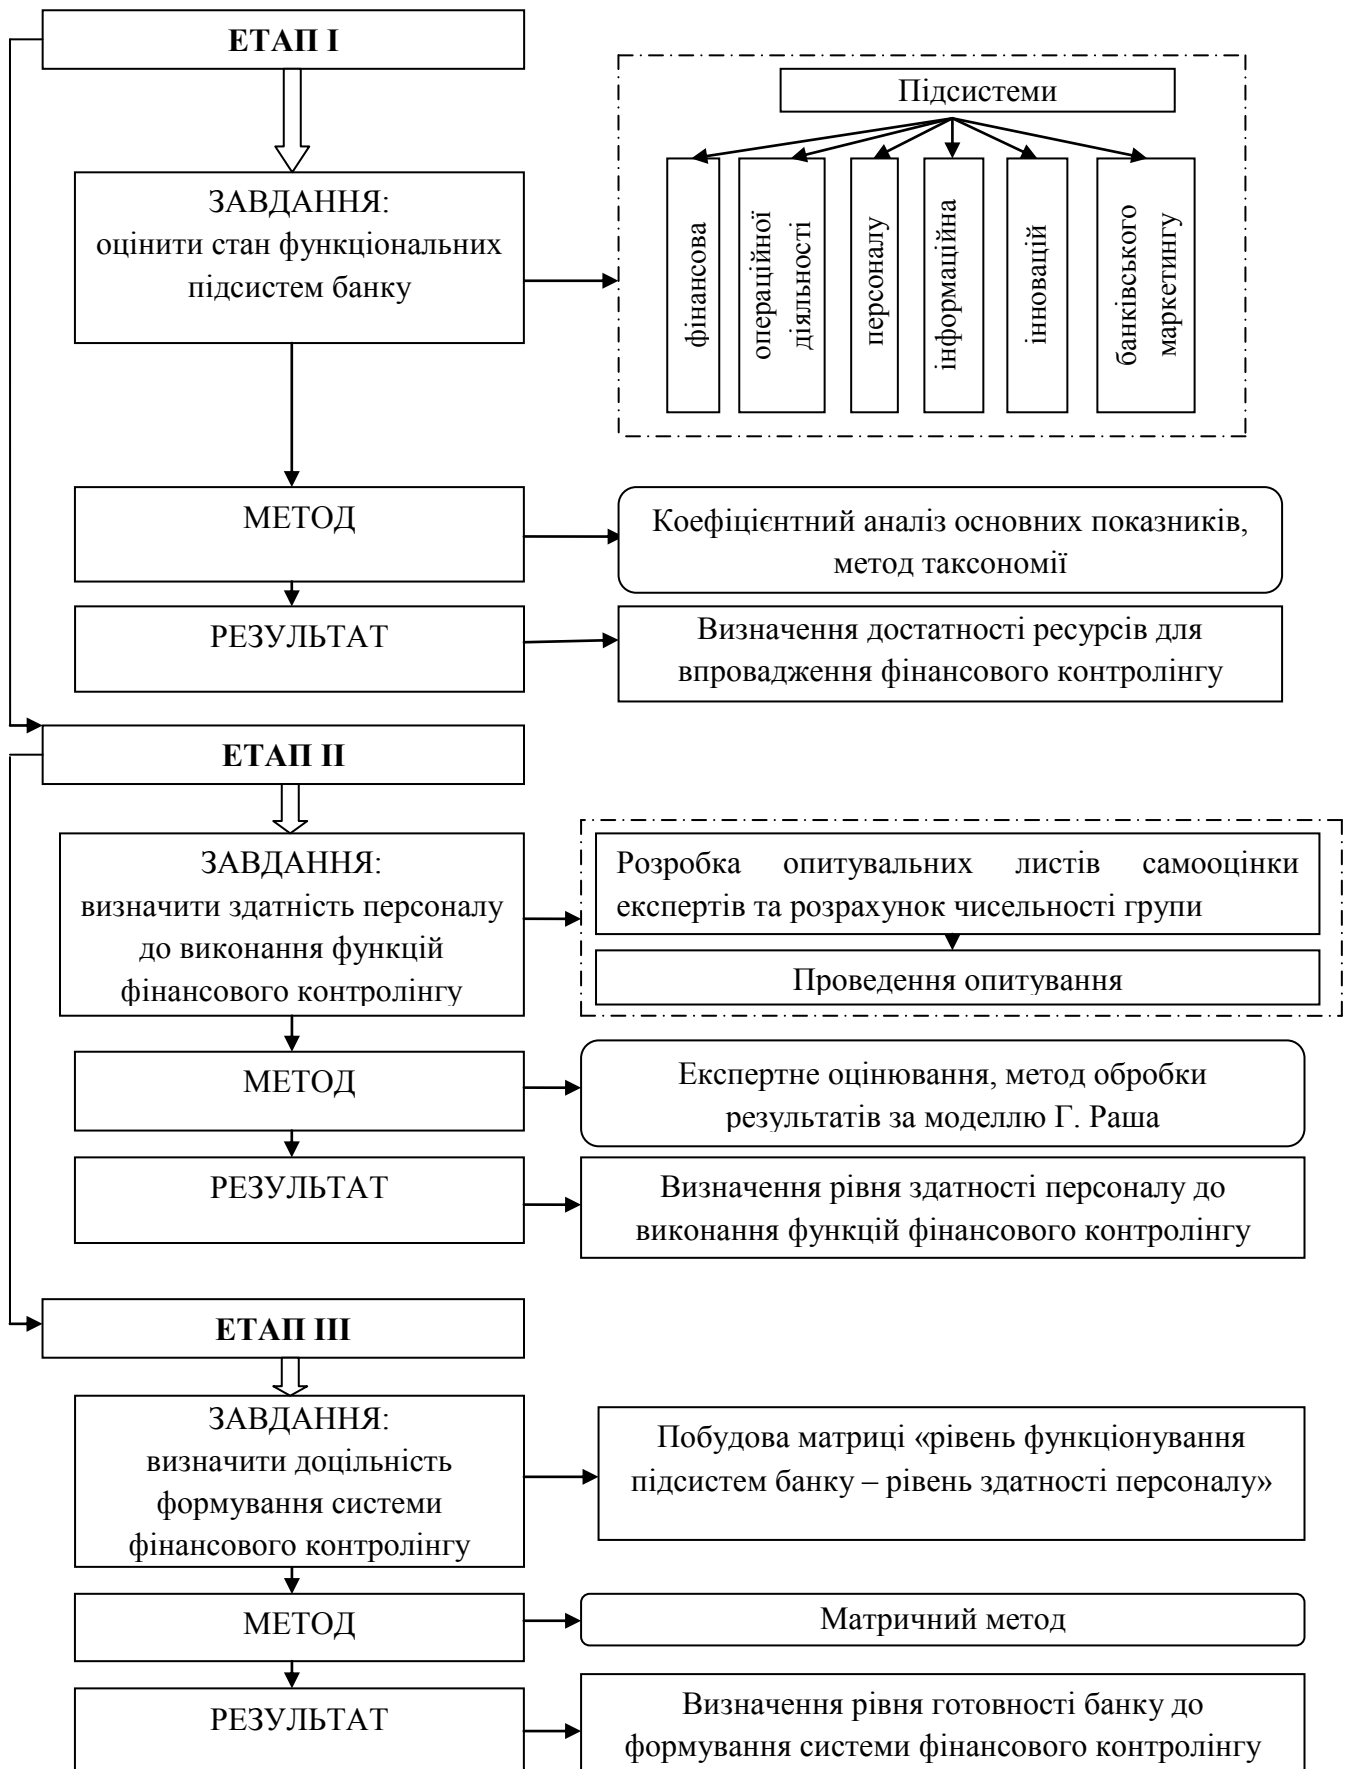 ЕТАП І
Підсистеми
фінансова
операційної
діяльності
персоналу
інформаційна
інновацій
банківського
маркетингу
ЗАВДАННЯ:
оцінити стан функціональних
підсистем банку
МЕТОД
Коефіцієнтний аналіз основних показників,
метод таксономії
РЕЗУЛЬТАТ
Визначення достатності ресурсів для
впровадження фінансового контролінгу
ЕТАП ІІ
ЗАВДАННЯ:
визначити здатність персоналу
до виконання функцій
фінансового контролінгу
Розробка опитувальних листів самооцінки
експертів та розрахунок чисельності групи
Проведення опитування
МЕТОД
Експертне оцінювання, метод обробки
результатів за моделлю Г. Раша
РЕЗУЛЬТАТ
Визначення рівня здатності персоналу до
виконання функцій фінансового контролінгу
ЕТАП ІІІ
ЗАВДАННЯ:
визначити доцільність
формування системи
фінансового контролінгу
Побудова матриці «рівень функціонування
підсистем банку – рівень здатності персоналу»
МЕТОД
Матричний метод
РЕЗУЛЬТАТ
Визначення рівня готовності банку до
формування системи фінансового контролінгу